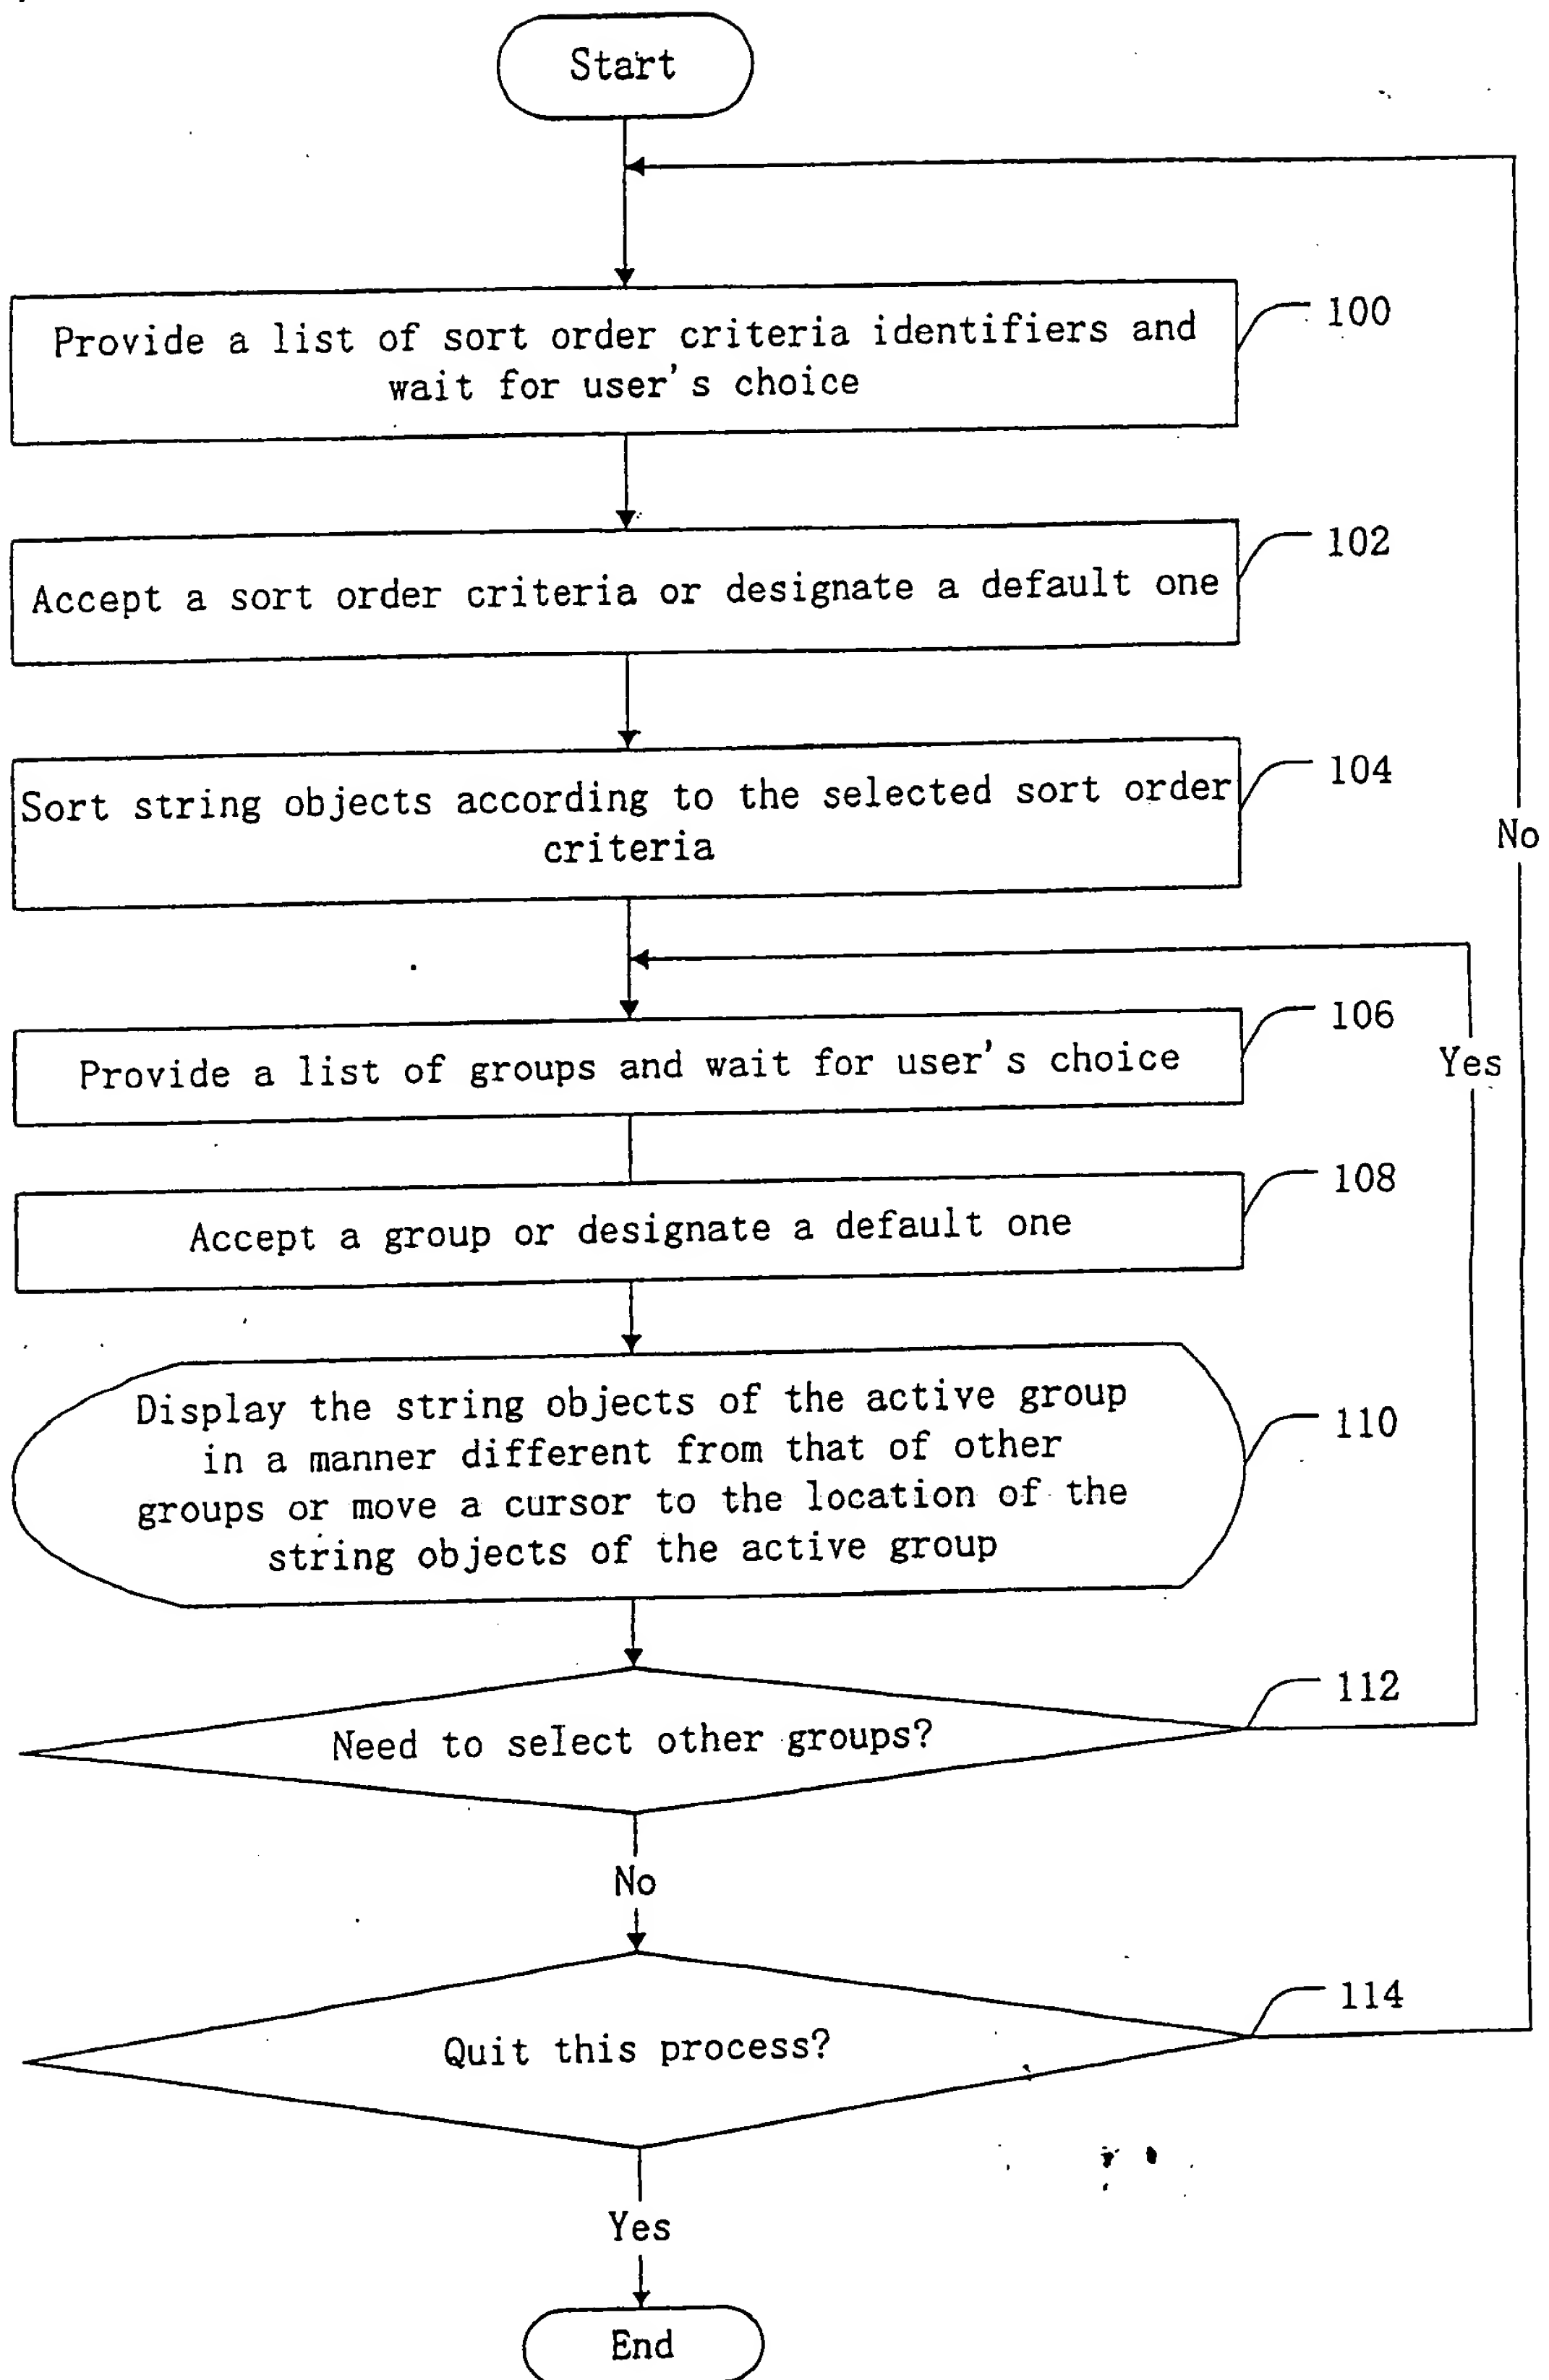 Start
Provide a list of sort order criteria identifiers and
wait for user's choice
100
Accept a sort order criteria or designate a default one
102
Sort string objects according to the selected sort order
criteria
104
No
Provide a list of groups and wait for user's choice
106
Yes
Accept a group or designate a default one
108
Display the string objects of the active group
in a manner different from that of other
groups or move a cursor to the location of the
string objects of the active group
110
Need to select other groups?
112
No
Quit this process?
114
Yes
End